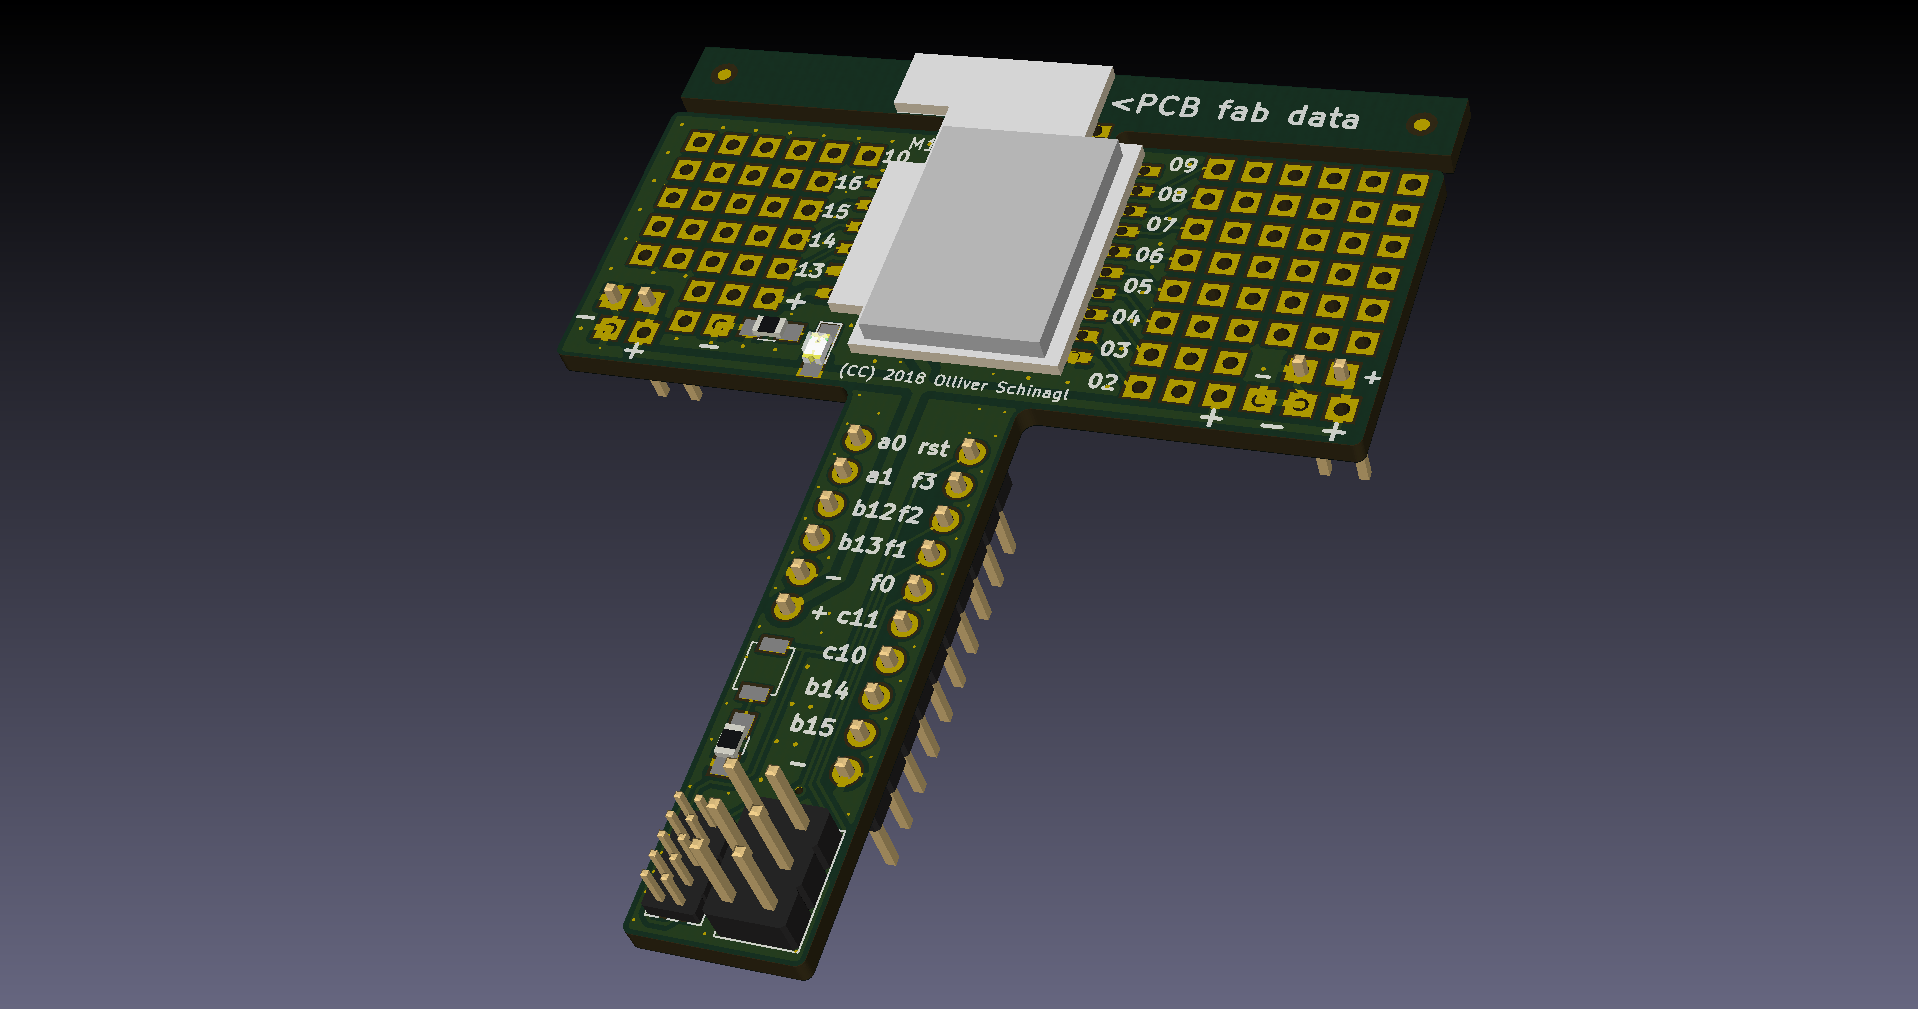 <PCB fab data
10
16
15
14
13
+
-
+
-
09
08
07
06
05
04
03
02
-
+
+
-
+
(CC) 2018 Olliver Schinagl
a0 rst
a1 f3
b12 f2
b13 f1
- f0
+ c11
c10
b14
b15
-